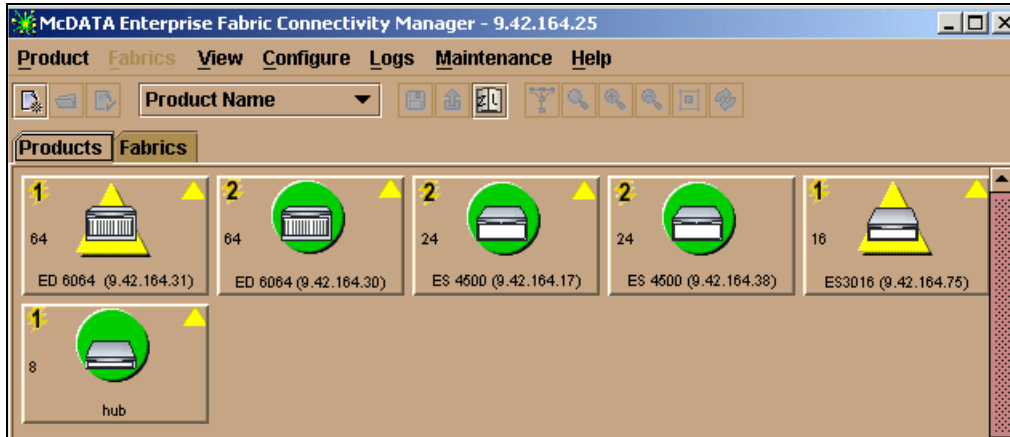 McDATA Enterprise Fabric Connectivity Manager - 9.42.164.25
Product Fabrics View Configure Logs Maintenance Help
Product Name
Products Fabrics
1 2 2 2 1
64 64 24 24 16
ED 6064 (9.42.164.31) ED 6064 (9.42.164.30) ES 4500 (9.42.164.17) ES 4500 (9.42.164.38) ES3016 (9.42.164.75)
1
8
hub